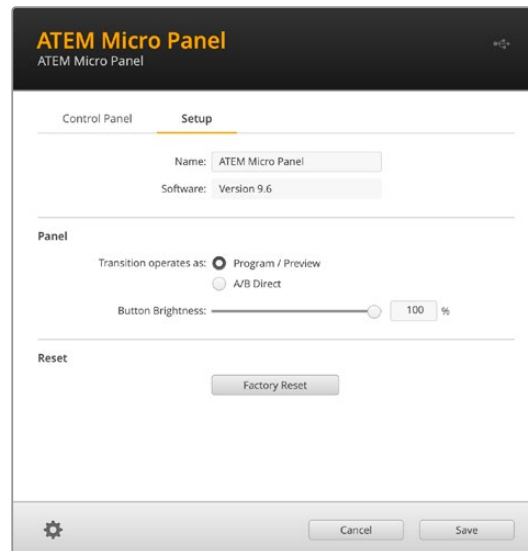 ATEM Micro Panel
ATEM Micro Panel
Control Panel Setup
Name: ATEM Micro Panel
Software: Version 9.6
Panel
Transition operates as: Program / Preview
A/B Direct
Button Brightness: 100 %
Reset
Factory Reset
Cancel Save